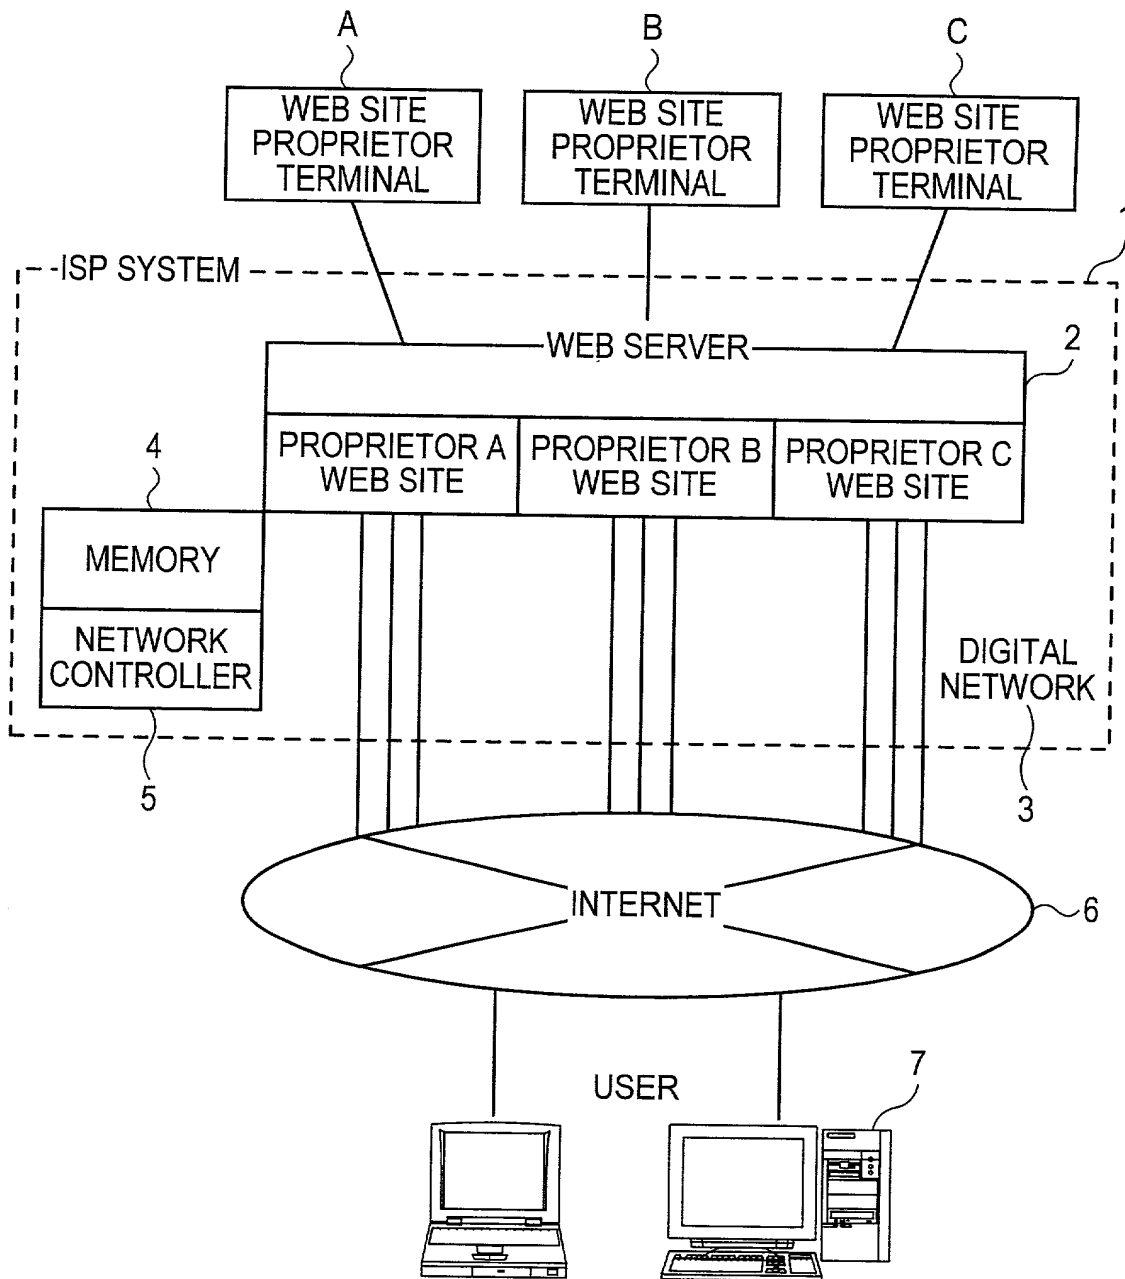 A
B
C
WEB SITE
PROPRIETOR
TERMINAL
WEB SITE
PROPRIETOR
TERMINAL
WEB SITE
PROPRIETOR
TERMINAL
1
ISP SYSTEM
WEB SERVER
2
PROPRIETOR A
WEB SITE
PROPRIETOR B
WEB SITE
PROPRIETOR C
WEB SITE
4
MEMORY
NETWORK
CONTROLLER
5
DIGITAL
NETWORK
3
INTERNET
6
USER
7